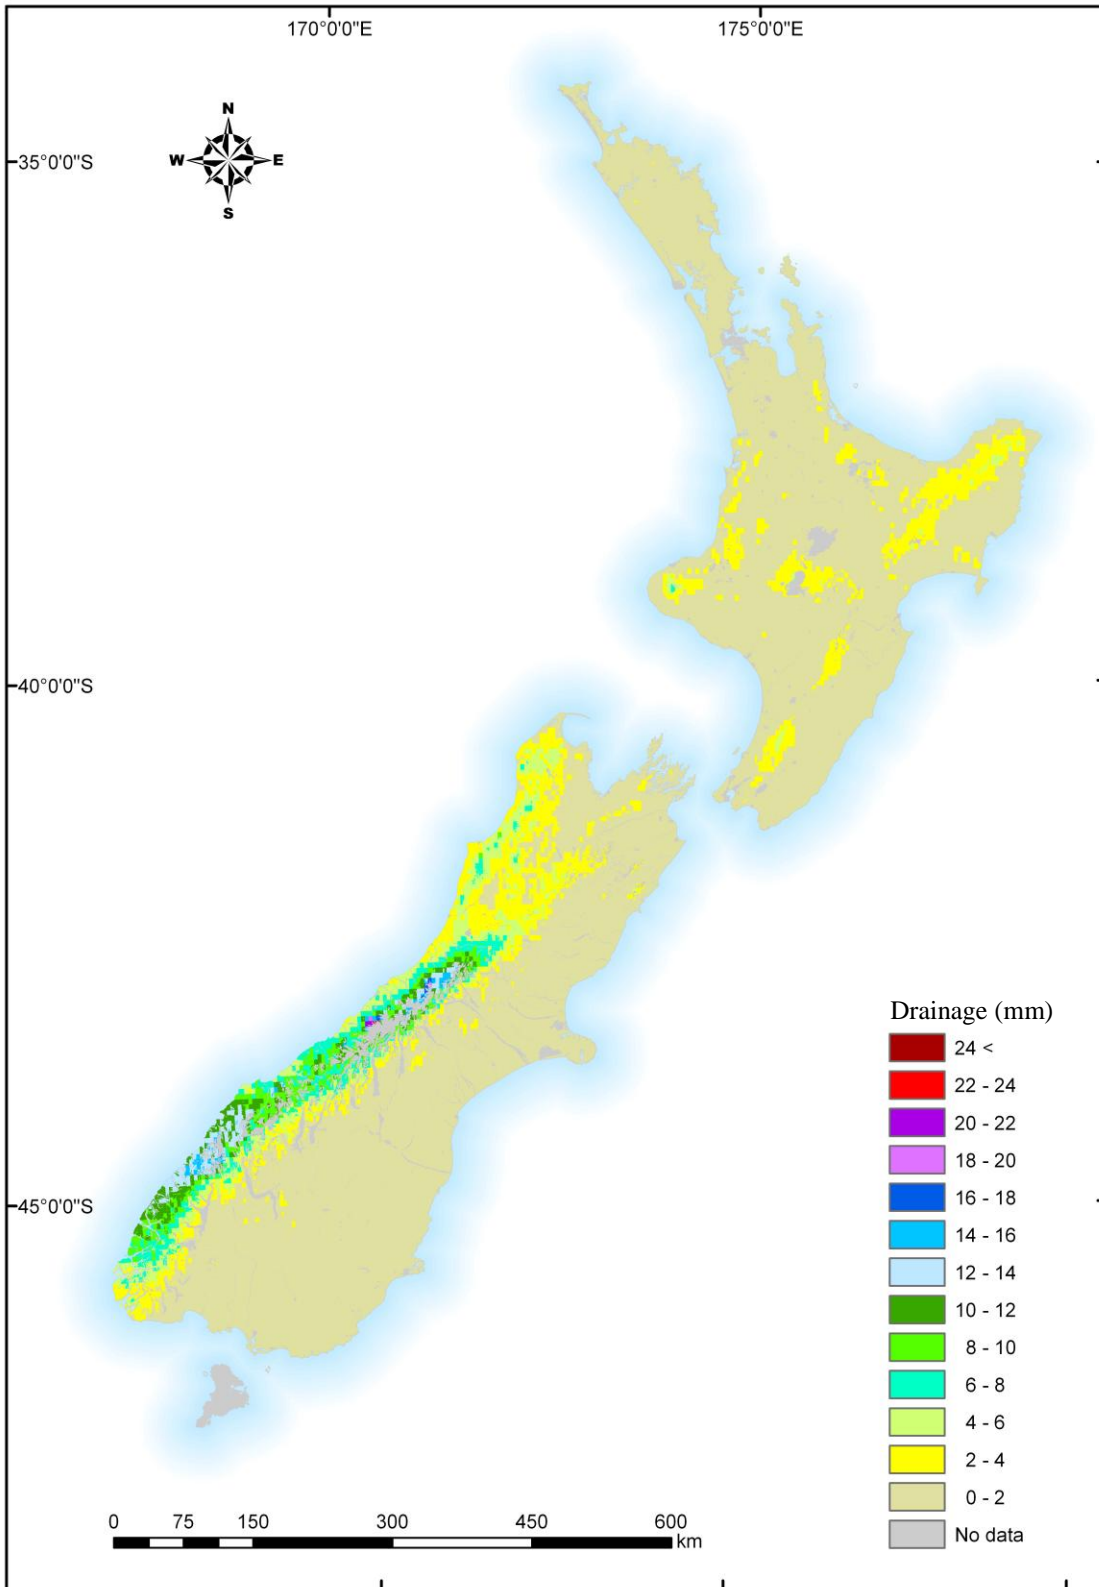 170°0'0"E 175°0'0"E
N
W E
S
35°0'0"S
40°0'0"S
45°0'0"S
Drainage (mm)
24 <
22 - 24
20 - 22
18 - 20
16 - 18
14 - 16
12 - 14
10 - 12
8 - 10
6 - 8
4 - 6
2 - 4
0 - 2
No data
0 75 150 300 450 600
km